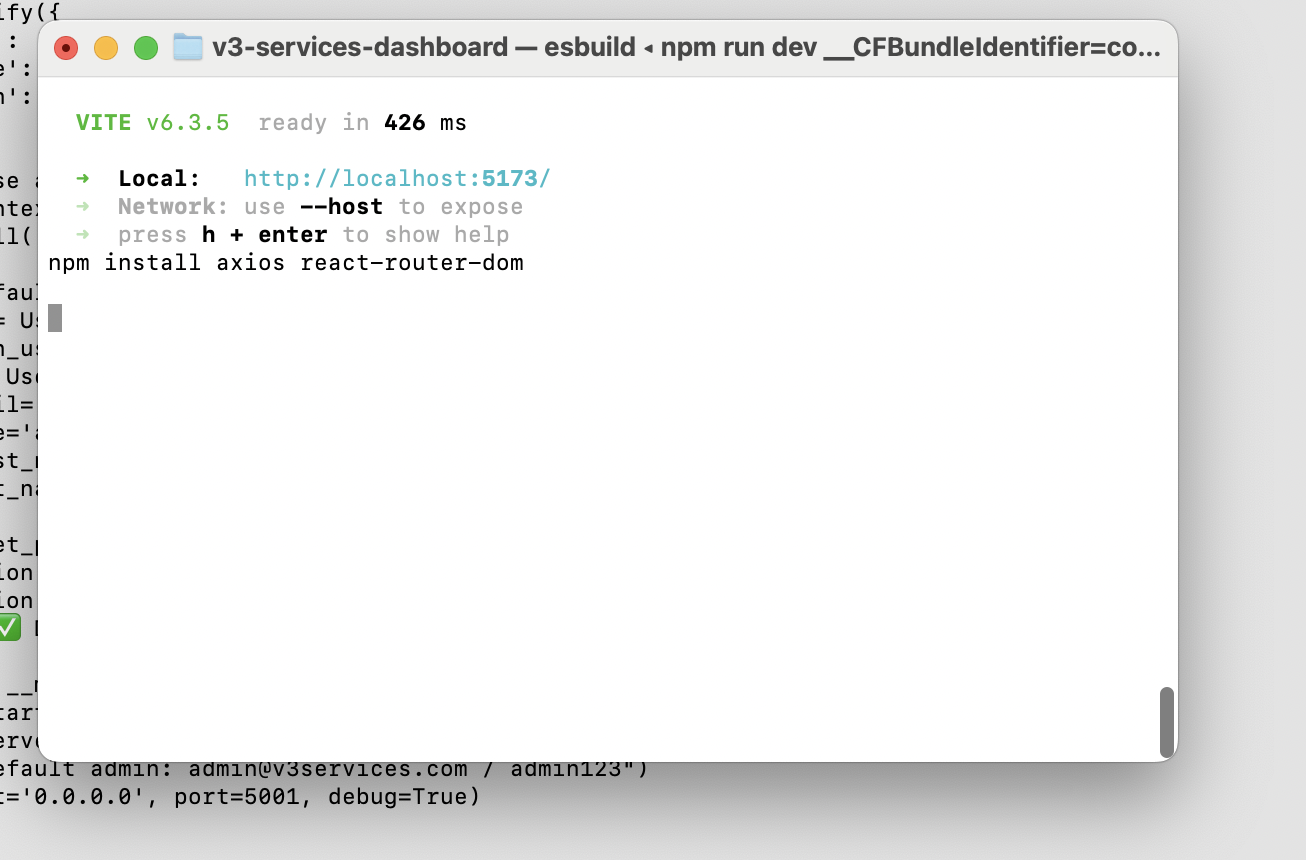 ify({
v3-services-dashboard — esbuild ◂ npm run dev __CFBundleIdentifier=co...
VITE v6.3.5 ready in 426 ms
➜ Local: http://localhost:5173/
➜ Network: use --host to expose
➜ press h + enter to show help
npm install axios react-router-dom
:
e':
n':
se
ntex
ll(
faul
= Us
n_us
Use
il=
e='a
st_n
t_na
et_p
ion
ion
✅
__n
tart
erve
efault admin: admin@v3services.com / admin123")
t='0.0.0.0', port=5001, debug=True)